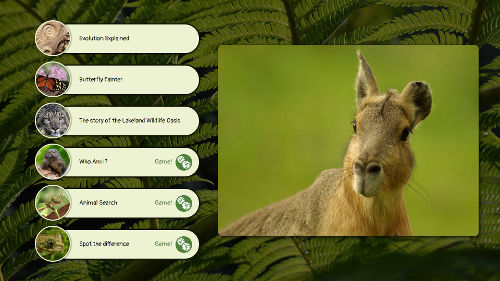 Evolution Explained
Butterfly Painter
The story of the Lakeland Wildlife Oasis
Who Am I?
Game!
Animal Search
Game!
Spot the difference
Game!